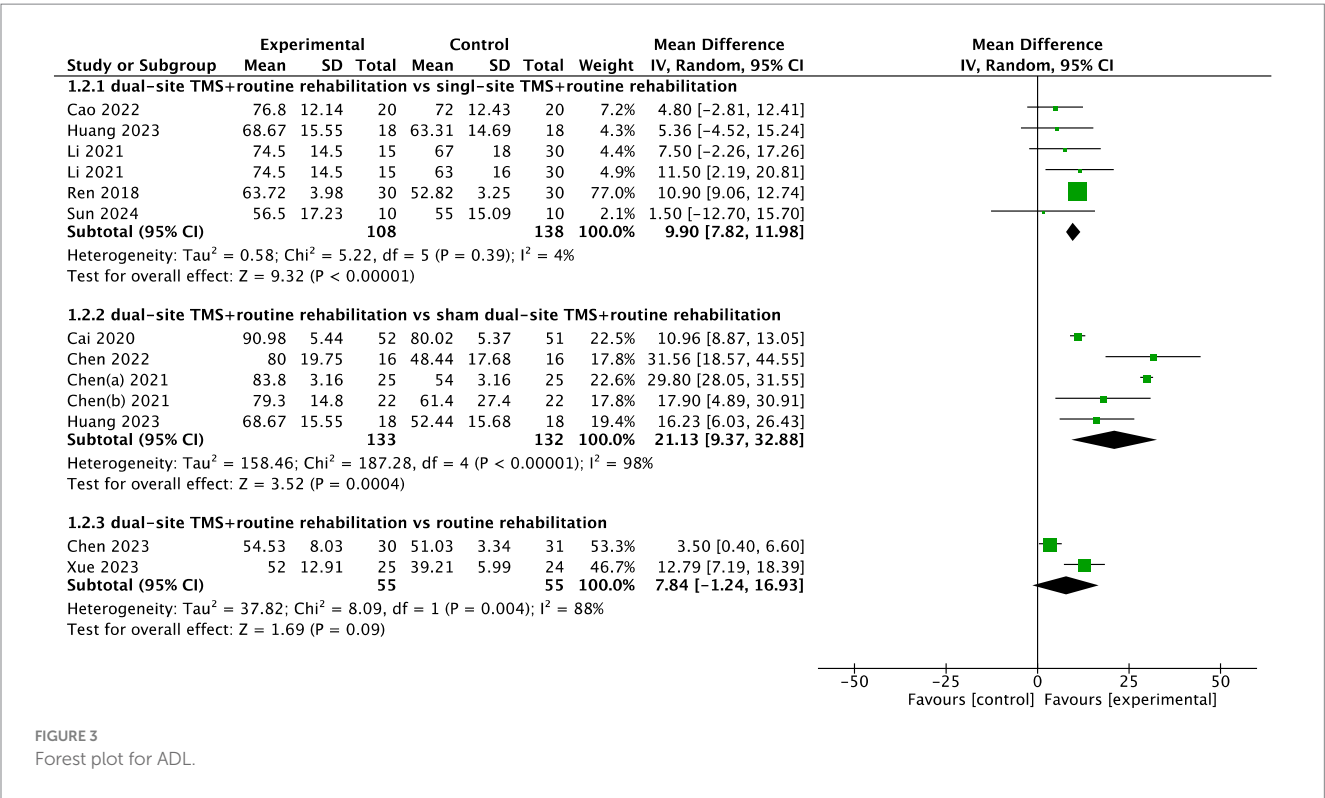 Experimental Control Mean Difference Mean Difference
Study or Subgroup Mean SD Total Mean SD Total Weight IV, Random, 95% CI IV, Random, 95% CI
1.2.1 dual-site TMS+routine rehabilitation vs singl-site TMS+routine rehabilitation
Cao 2022 76.8 12.14 20 72 12.43 20 7.2% 4.80 [-2.81, 12.41]
Huang 2023 68.67 15.55 18 63.31 14.69 18 4.3% 5.36 [-4.52, 15.24]
Li 2021 74.5 14.5 15 67 18 30 4.4% 7.50 [-2.26, 17.26]
Li 2021 74.5 14.5 15 63 16 30 4.9% 11.50 [2.19, 20.81]
Ren 2018 63.72 3.98 30 52.82 3.25 30 77.0% 10.90 [9.06, 12.74]
Sun 2024 56.5 17.23 10 55 15.09 10 2.1% 1.50 [-12.70, 15.70]
Subtotal (95% CI) 108 138 100.0% 9.90 [7.82, 11.98]
Heterogeneity: Tau² = 0.58; Chi² = 5.22, df = 5 (P = 0.39); I² = 4%
Test for overall effect: Z = 9.32 (P < 0.00001)
1.2.2 dual-site TMS+routine rehabilitation vs sham dual-site TMS+routine rehabilitation
Cai 2020 90.98 5.44 52 80.02 5.37 51 22.5% 10.96 [8.87, 13.05]
Chen 2022 80 19.75 16 48.44 17.68 16 17.8% 31.56 [18.57, 44.55]
Chen(a) 2021 83.8 3.16 25 54 3.16 25 22.6% 29.80 [28.05, 31.55]
Chen(b) 2021 79.3 14.8 22 61.4 27.4 22 17.8% 17.90 [4.89, 30.91]
Huang 2023 68.67 15.55 18 52.44 15.68 18 19.4% 16.23 [6.03, 26.43]
Subtotal (95% CI) 133 132 100.0% 21.13 [9.37, 32.88]
Heterogeneity: Tau² = 158.46; Chi² = 187.28, df = 4 (P < 0.00001); I² = 98%
Test for overall effect: Z = 3.52 (P = 0.0004)
1.2.3 dual-site TMS+routine rehabilitation vs routine rehabilitation
Chen 2023 54.53 8.03 30 51.03 3.34 31 53.3% 3.50 [0.40, 6.60]
Xue 2023 52 12.91 25 39.21 5.99 24 46.7% 12.79 [7.19, 18.39]
Subtotal (95% CI) 55 55 100.0% 7.84 [-1.24, 16.93]
Heterogeneity: Tau² = 37.82; Chi² = 8.09, df = 1 (P = 0.004); I² = 88%
Test for overall effect: Z = 1.69 (P = 0.09)
-50 -25 0 25 50
Favours [control] Favours [experimental]
FIGURE 3
Forest plot for ADL.